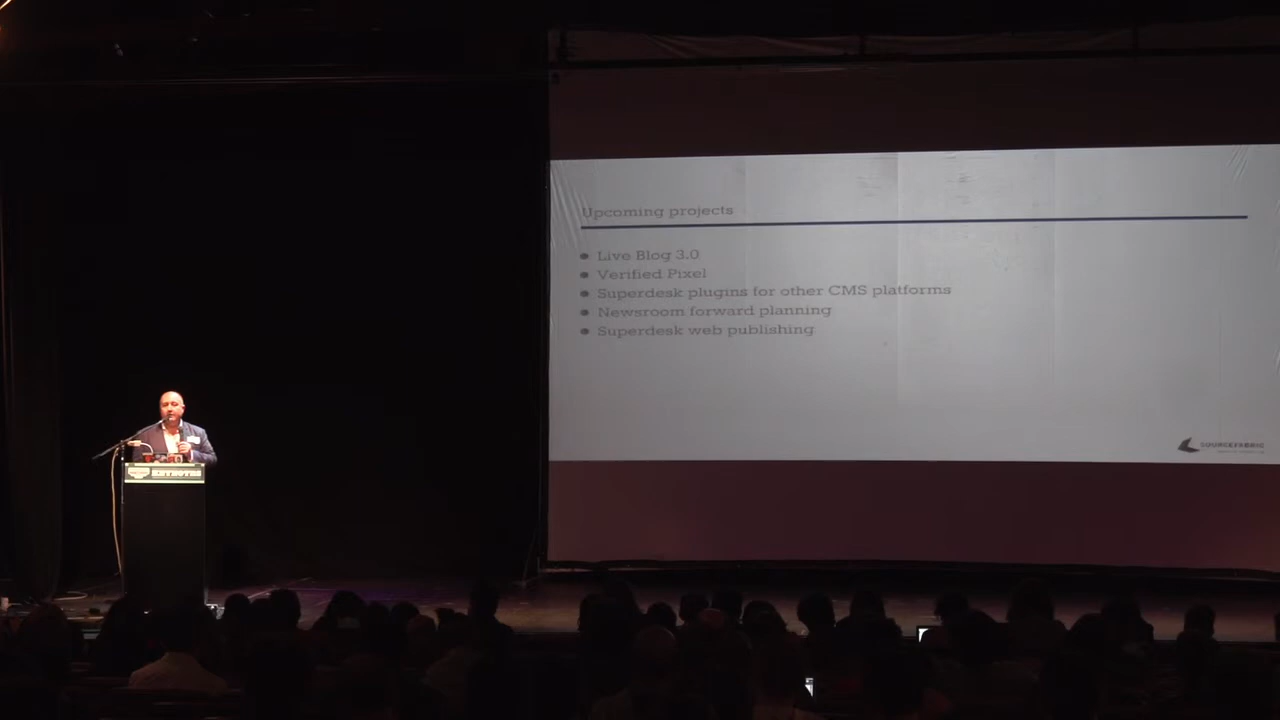 Upcoming projects
Live Blog 3.0
Verified Pixel
Superdesk plugins for other CMS platforms
Newsroom forward planning
Superdesk web publishing
SOURCEFABRIC